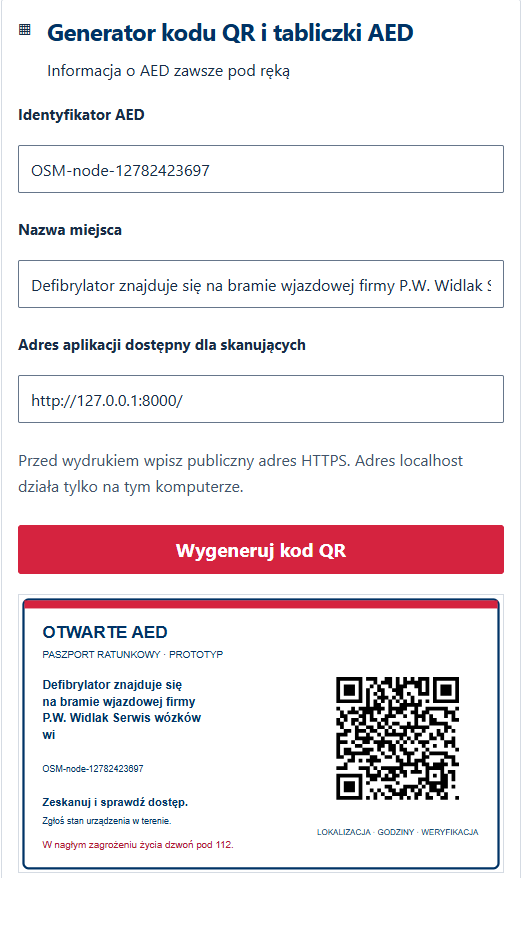 Generator kodu QR i tabliczki AED
Informacja o AED zawsze pod ręką
Identyfikator AED
OSM-node-12782423697
Nazwa miejsca
Defibrylator znajduje się na bramie wjazdowej firmy P.W. Widlak S
Adres aplikacji dostępny dla skanujących
http://127.0.0.1:8000/
Przed wydrukiem wpisz publiczny adres HTTPS. Adres localhost
działa tylko na tym komputerze.
Wygeneruj kod QR
OTWARTE AED
PASZPORT RATUNKOWY · PROTOTYP
Defibrylator znajduje się
na bramie wjazdowej firmy
P.W. Widlak Serwis wózków
wi
OSM-node-12782423697
Zeskanuj i sprawdź dostęp.
Zgłoś stan urządzenia w terenie.
W nagłym zagrożeniu życia dzwoń pod 112.
LOKALIZACJA · GODZINY · WERYFIKACJA